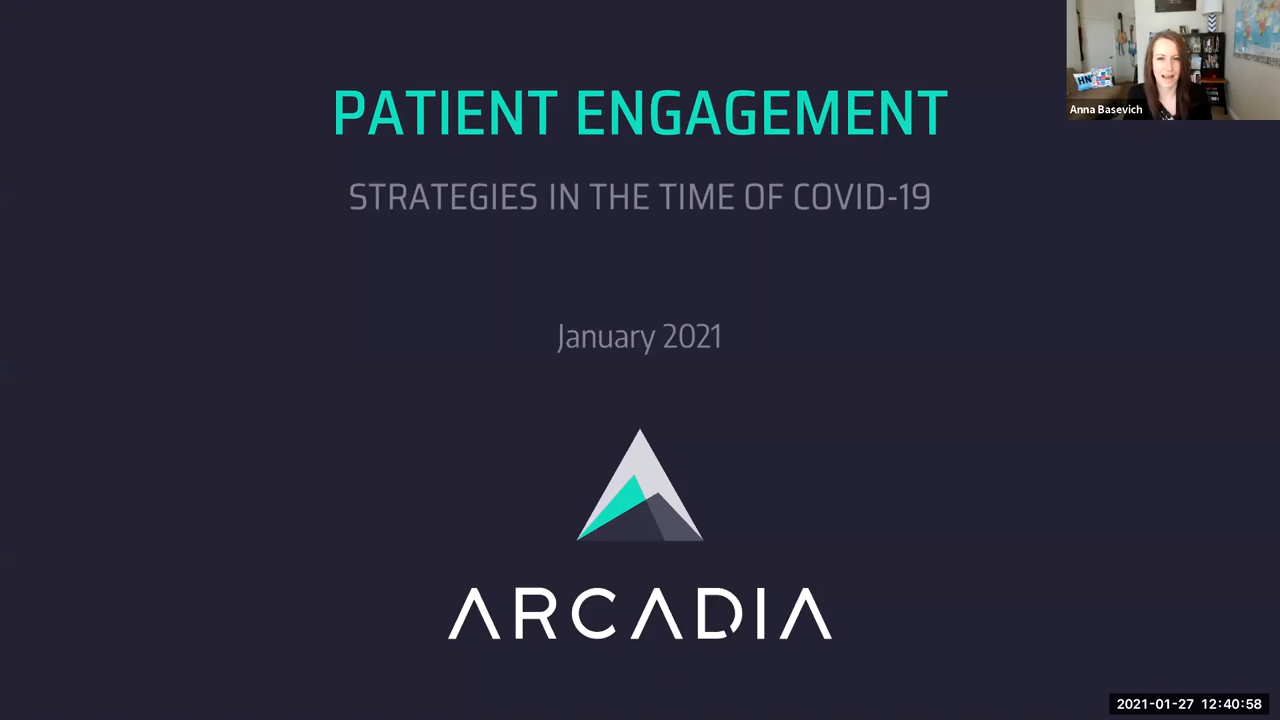 PATIENT ENGAGEMENT
STRATEGIES IN THE TIME OF COVID-19
January 2021
ARCADIA
HN
Anna Basevich
2021-01-27 12:40:58